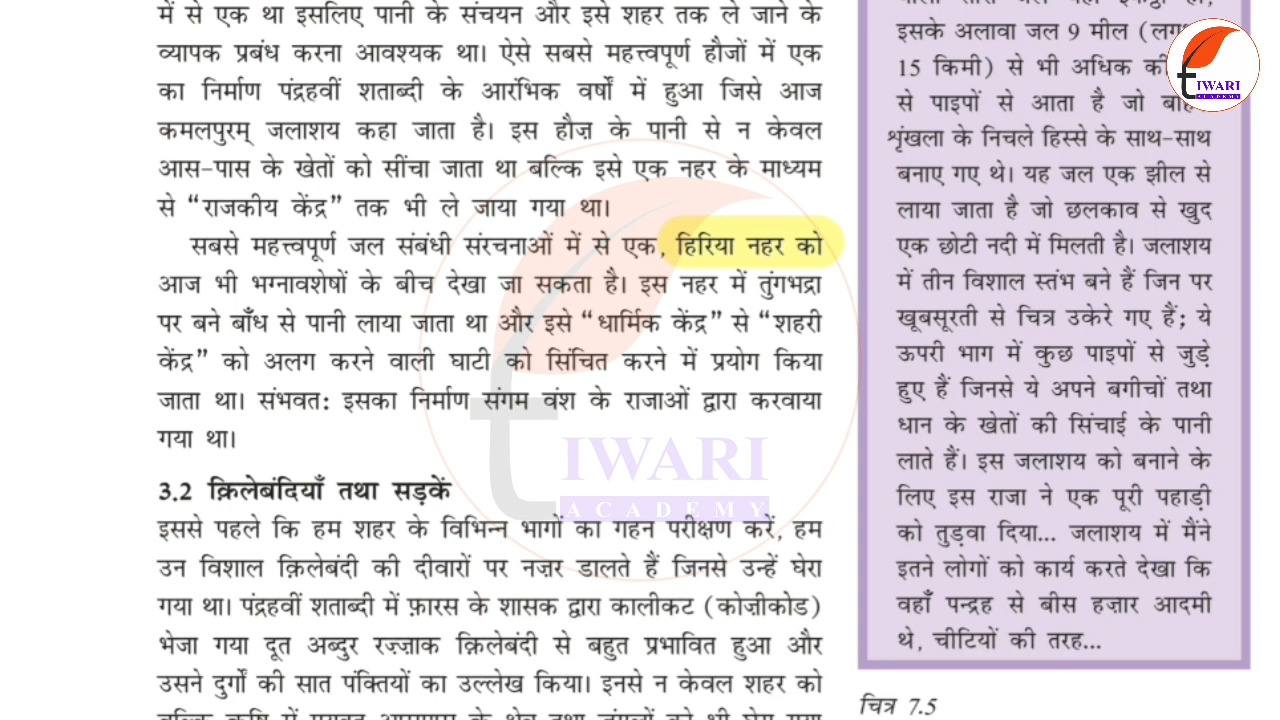 में से एक था इसलिए पानी के संचयन और इसे शहर तक ले जाने के
व्यापक प्रबंध करना आवश्यक था। ऐसे सबसे महत्त्वपूर्ण हौजों में एक
का निर्माण पंद्रहवीं शताब्दी के आरंभिक वर्षों में हुआ जिसे आज
कमलपुरम् जलाशय कहा जाता है। इस हौज़ के पानी से न केवल
आस-पास के खेतों को सींचा जाता था बल्कि इसे एक नहर के माध्यम
से “राजकीय केंद्र” तक भी ले जाया गया था।
सबसे महत्त्वपूर्ण जल संबंधी संरचनाओं में से एक, हिरिया नहर को
आज भी भग्नावशेषों के बीच देखा जा सकता है। इस नहर में तुंगभद्रा
पर बने बाँध से पानी लाया जाता था और इसे “धार्मिक केंद्र” से “शहरी
केंद्र” को अलग करने वाली घाटी को सिंचित करने में प्रयोग किया
जाता था। संभवत: इसका निर्माण संगम वंश के राजाओं द्वारा करवाया
गया था।
3.2 क़िलेबंदियाँ तथा सड़कें
इससे पहले कि हम शहर के विभिन्न भागों का गहन परीक्षण करें, हम
उन विशाल क़िलेबंदी की दीवारों पर नज़र डालते हैं जिनसे उन्हें घेरा
गया था। पंद्रहवीं शताब्दी में फ़ारस के शासक द्वारा कालीकट (कोज़ीकोड)
भेजा गया दूत अब्दुर रज़्ज़ाक क़िलेबंदी से बहुत प्रभावित हुआ और
उसने दुर्गों की सात पंक्तियों का उल्लेख किया। इनसे न केवल शहर को
इसके अलावा जल 9 मील
15 किमी) से भी अधिक की
से पाइपों से आता है जो
शृंखला के निचले हिस्से के साथ-साथ
बनाए गए थे। यह जल एक झील से
लाया जाता है जो छलकाव से खुद
एक छोटी नदी में मिलती है। जलाशय
में तीन विशाल स्तंभ बने हैं जिन पर
खूबसूरती से चित्र उकेरे गए हैं; ये
ऊपरी भाग में कुछ पाइपों से जुड़े
हुए हैं जिनसे ये अपने बगीचों तथा
धान के खेतों की सिंचाई के पानी
लाते हैं। इस जलाशय को बनाने के
लिए इस राजा ने एक पूरी पहाड़ी
को तुड़वा दिया... जलाशय में मैंने
इतने लोगों को कार्य करते देखा कि
वहाँ पन्द्रह से बीस हज़ार आदमी
थे, चीटियों की तरह...
चित्र 7.5
tIWARI
ACADEMY
tIWARI
ACADEMY